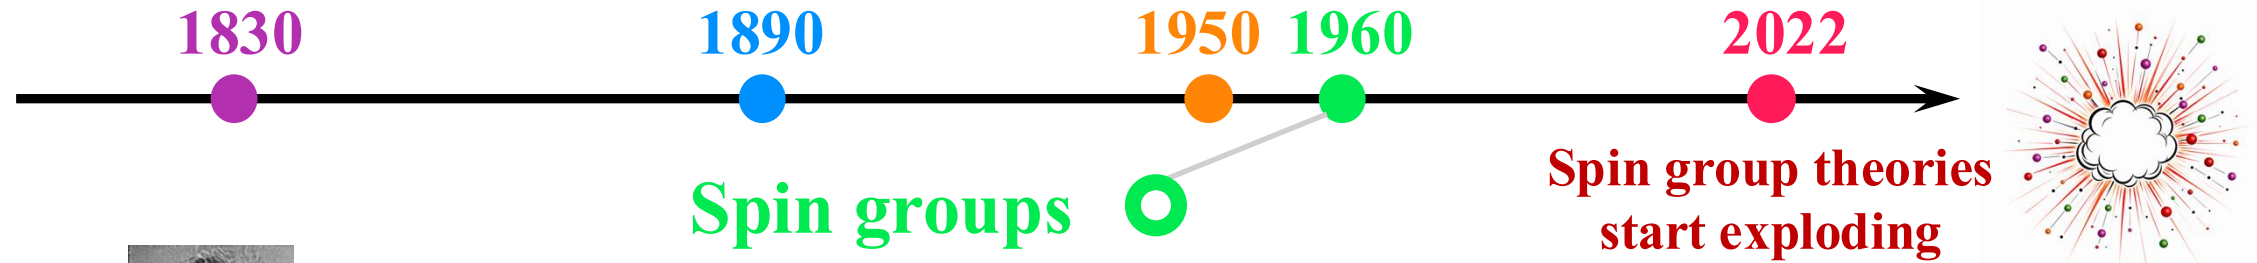 1830 1890 1950 1960 2022
Spin groups
Spin group theories
start exploding